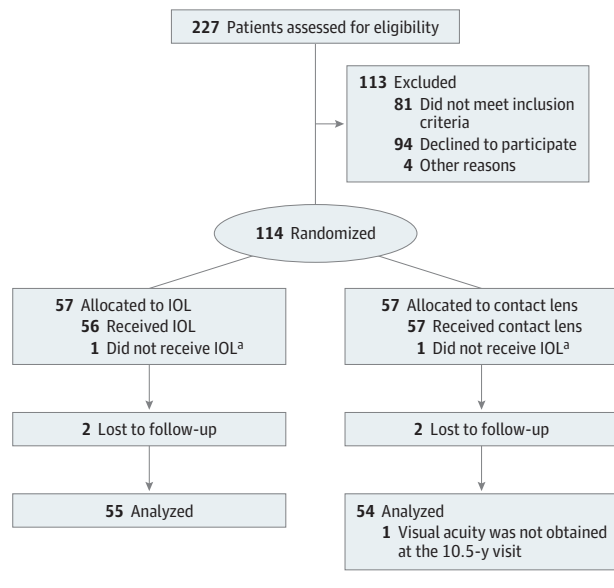 227 Patients assessed for eligibility
113 Excluded
81 Did not meet inclusion
criteria
94 Declined to participate
4 Other reasons
114 Randomized
57 Allocated to IOL
56 Received IOL
1 Did not receive IOLa
57 Allocated to contact lens
57 Received contact lens
1 Did not receive IOLa
2 Lost to follow-up
2 Lost to follow-up
55 Analyzed
54 Analyzed
1 Visual acuity was not obtained
at the 10.5-y visit